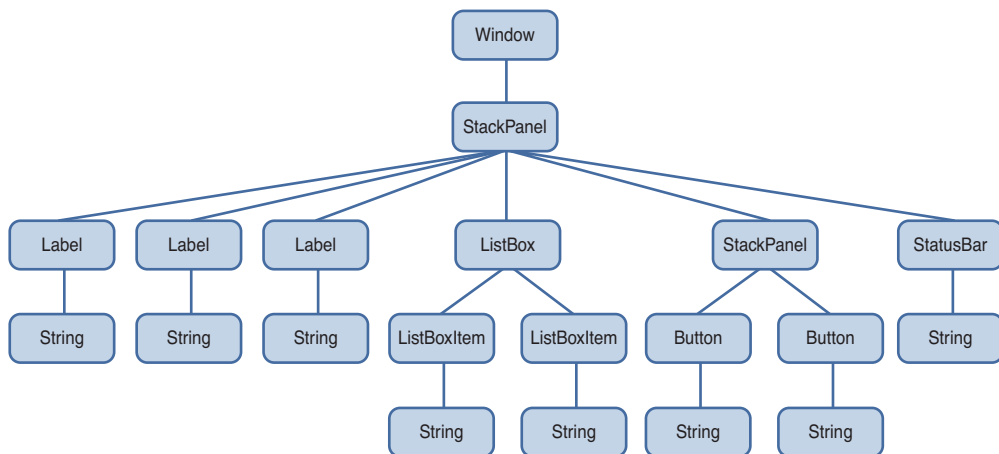 Window
StackPanel
Label
Label
Label
ListBox
StackPanel
StatusBar
String
String
String
ListBoxItem
ListBoxItem
Button
Button
String
String
String
String
String